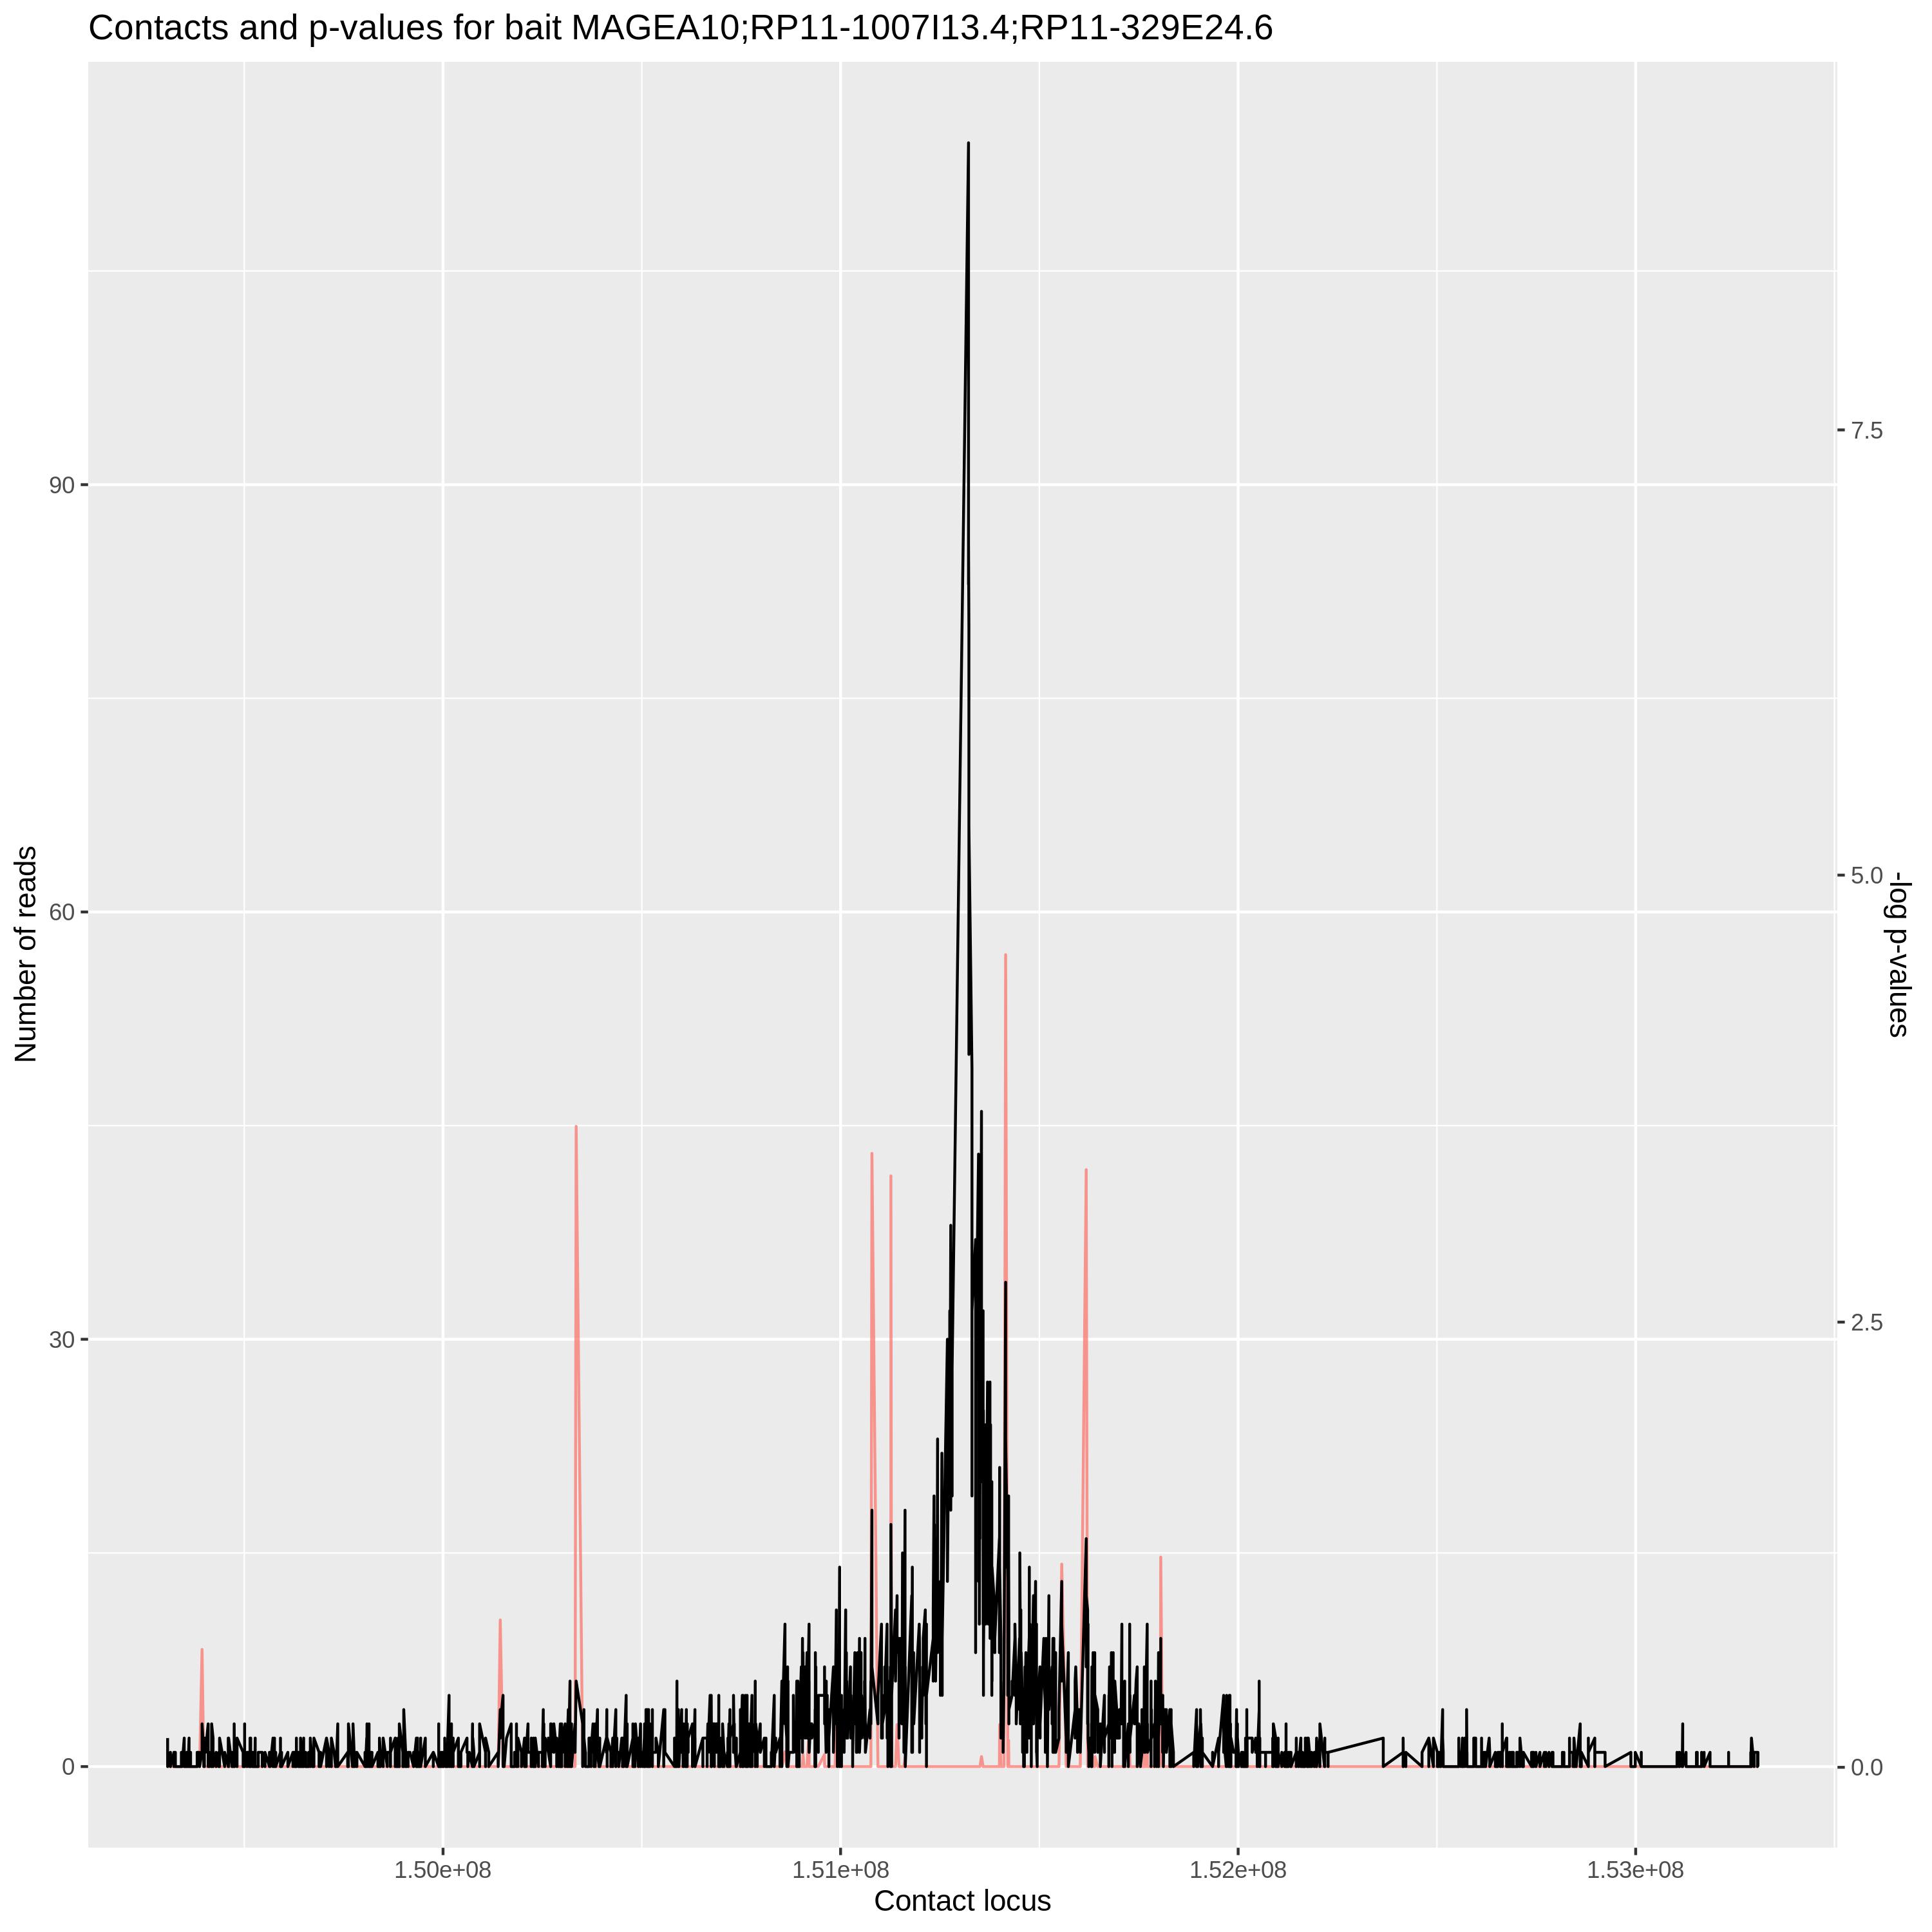 Contacts and p-values for bait MAGEA10;RP11-1007I13.4;RP11-329E24.6
Number of reads
90
60
30
0
7.5
5.0
2.5
0.0
-log p-values
1.50e+08 1.51e+08 1.52e+08 1.53e+08
Contact locus